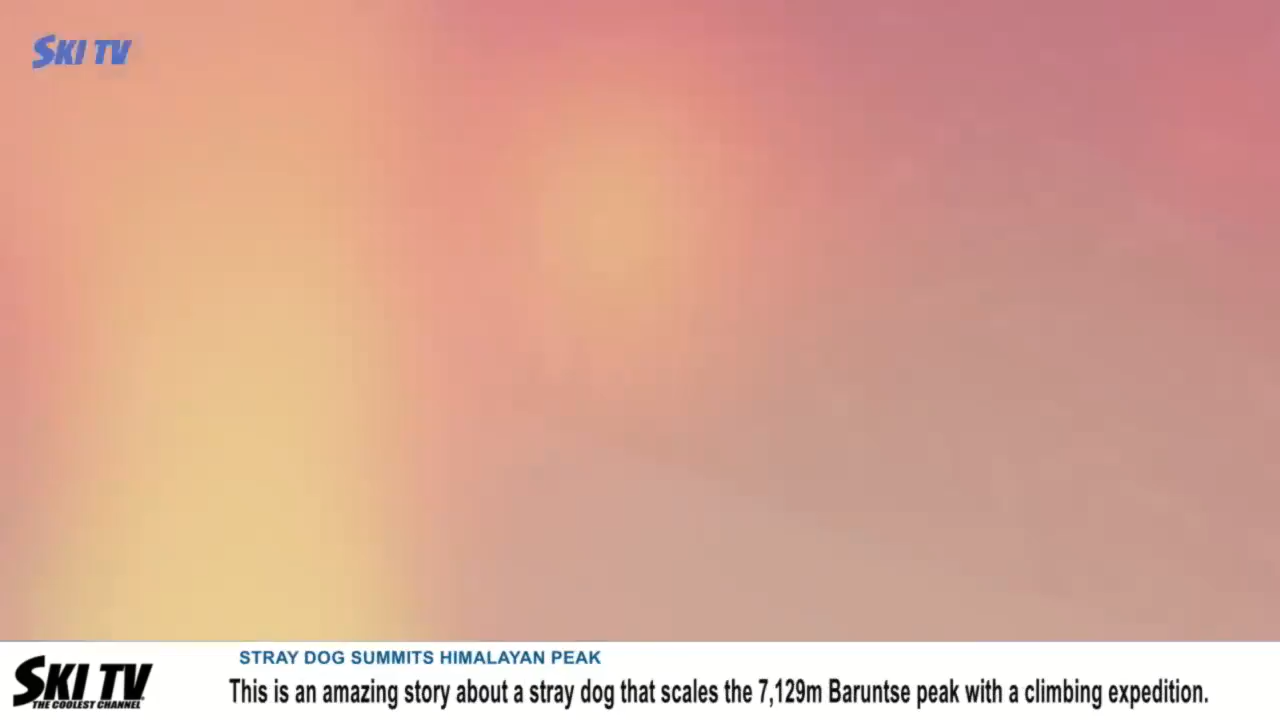 SKI TV
STRAY DOG SUMMITS HIMALAYAN PEAK
This is an amazing story about a stray dog that scales the 7,129m Baruntse peak with a climbing expedition.
SKI TV
THE COOLEST CHANNEL